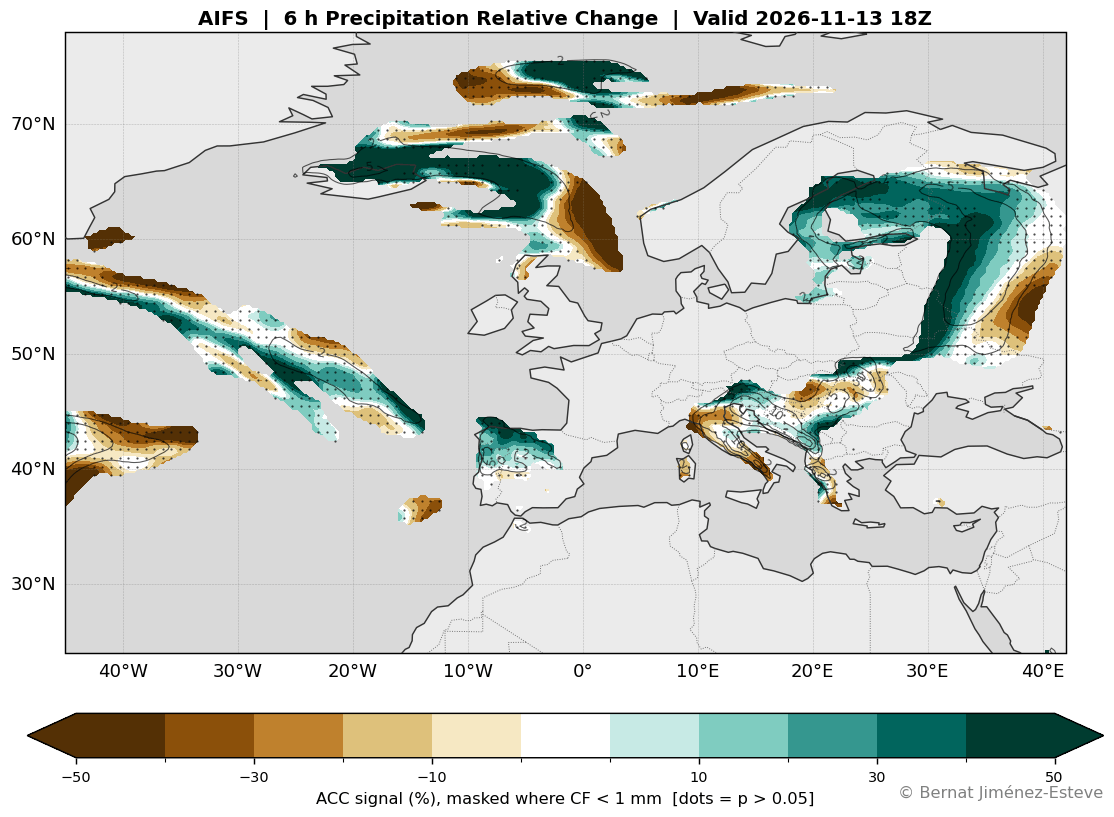 AIFS | 6 h Precipitation Relative Change | Valid 2026-11-13 18Z
70°N
60°N
50°N
40°N
30°N
40°W 30°W 20°W 10°W 0° 10°E 20°E 30°E 40°E
−50 −30 −10 10 30 50
ACC signal (%), masked where CF < 1 mm [dots = p > 0.05]
© Bernat Jiménez-Esteve